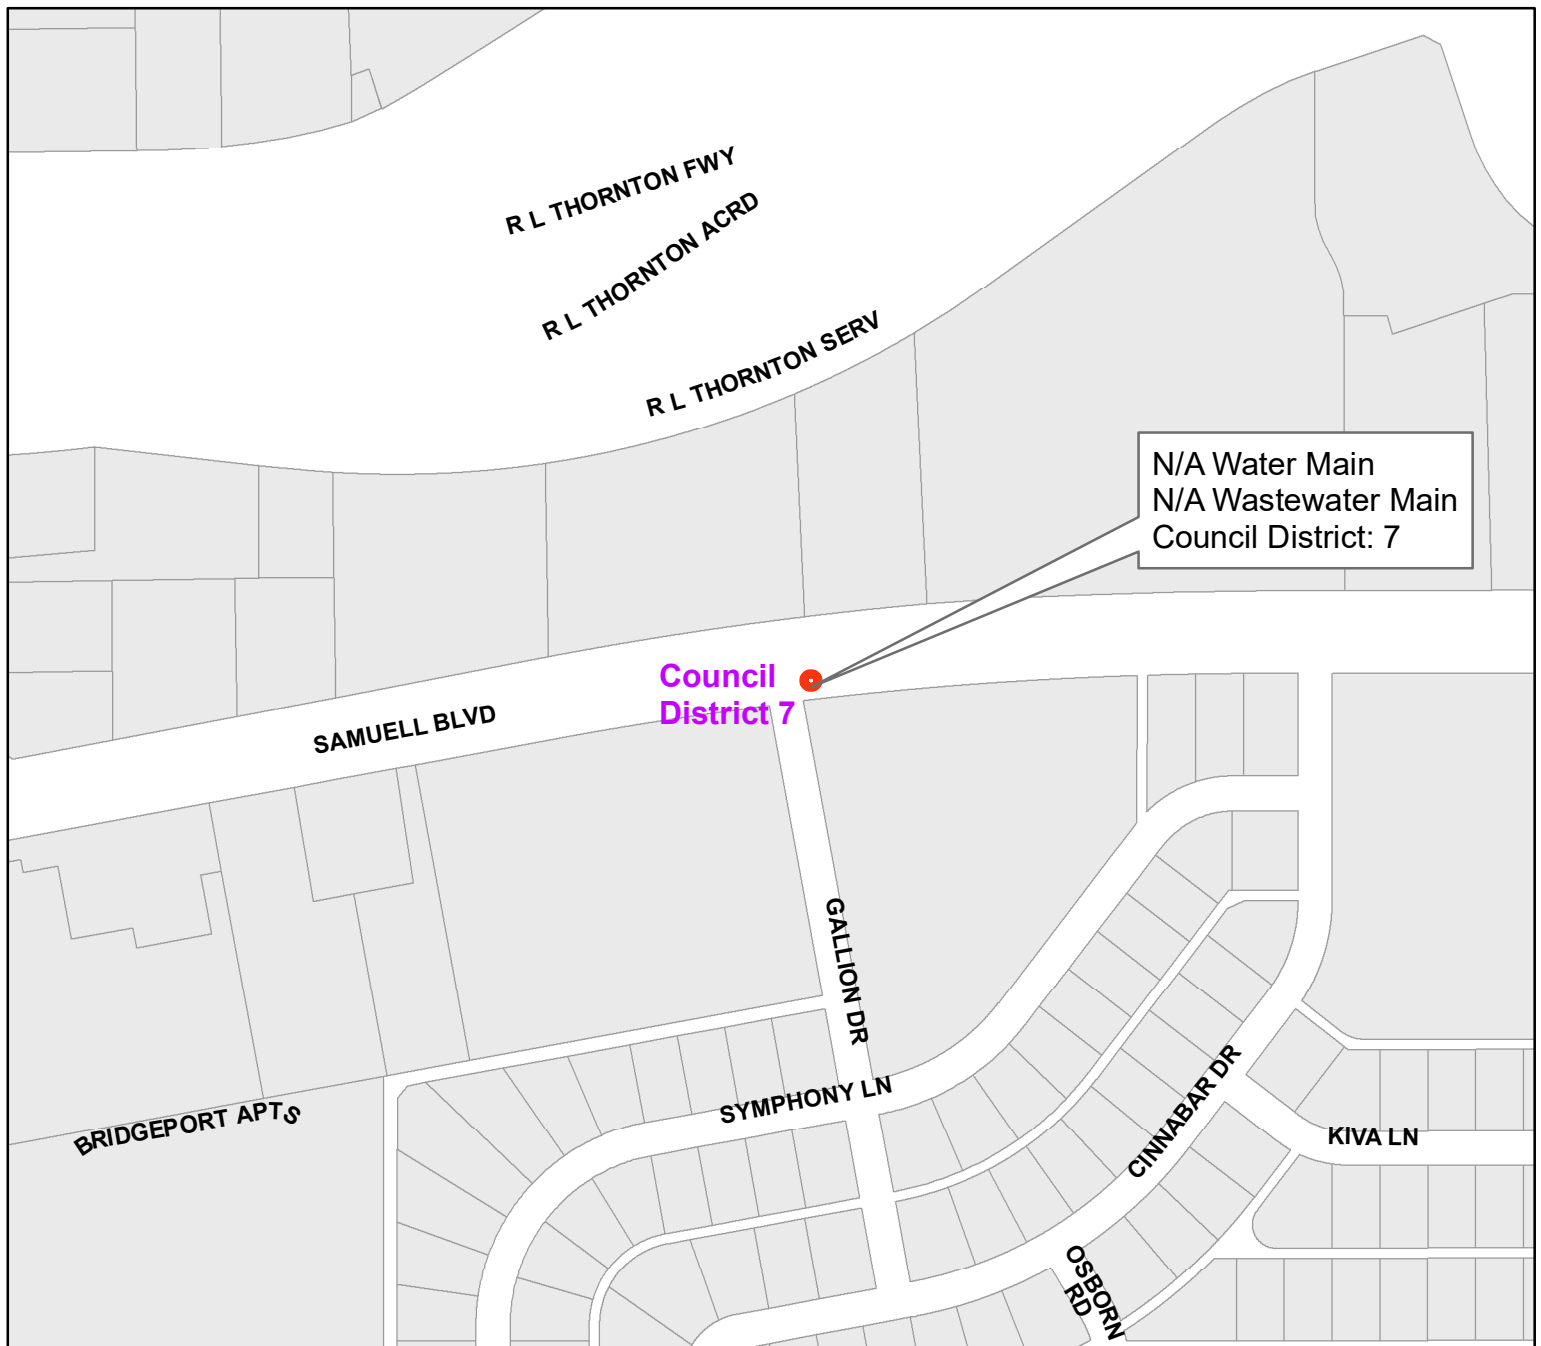 R L THORNTON FWY
R L THORNTON ACRD
R L THORNTON SERV
N/A Water Main
N/A Wastewater Main
Council District: 7
Council
District 7
SAMUELL BLVD
GALLION DR
SYMPHONY LN
CINNABAR DR
BRIDGEPORT APTS
KIVA LN
OSBORN
RD